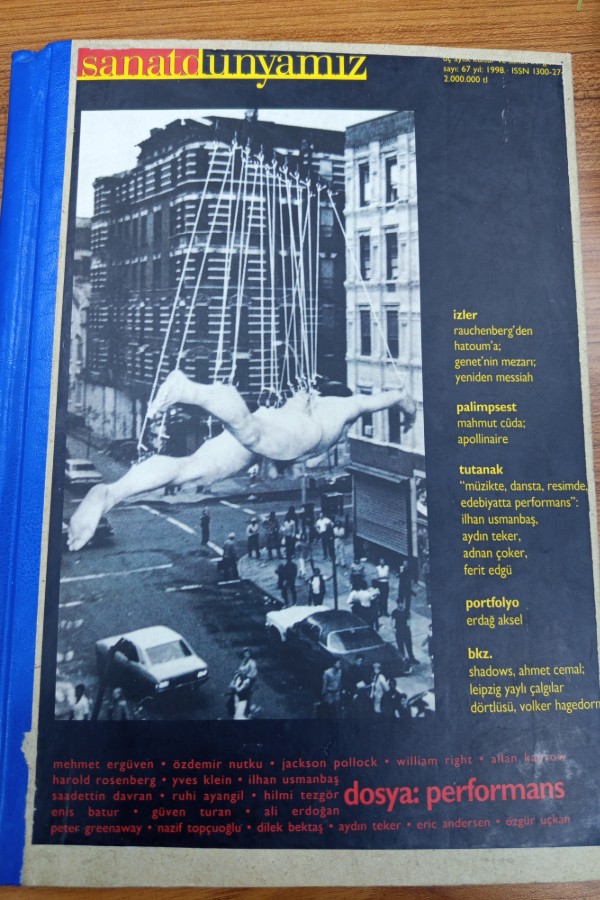 sanatdünyamız
sayı: 67 yıl: 1998 · ISSN 1300-27
2.000.000 tl
izler
rauchenberg'den
hatoum'a;
genet'nin mezarı;
yeniden messiah
palimpsest
mahmut cûda;
apollinaire
tutanak
"müzikte, dansta, resimde,
edebiyatta performans":
ilhan usmanbaş,
aydın teker,
adnan çoker,
ferit edgü
portfolyo
erdağ aksel
bkz.
shadows, ahmet cemal;
leipzig yaylı çalgılar
dörtlüsü, volker hagedorn
mehmet ergüven • özdemir nutku • jackson pollock • william right • allan kaprow
harold rosenberg • yves klein • ilhan usmanbaş
saadettin davran • ruhi ayangil • hilmi tezgör
enis batur • güven turan • ali erdoğan
dosya: performans
peter greenaway • nazif topçuoğlu • dilek bektaş • aydın teker • eric andersen • özgür uçkan